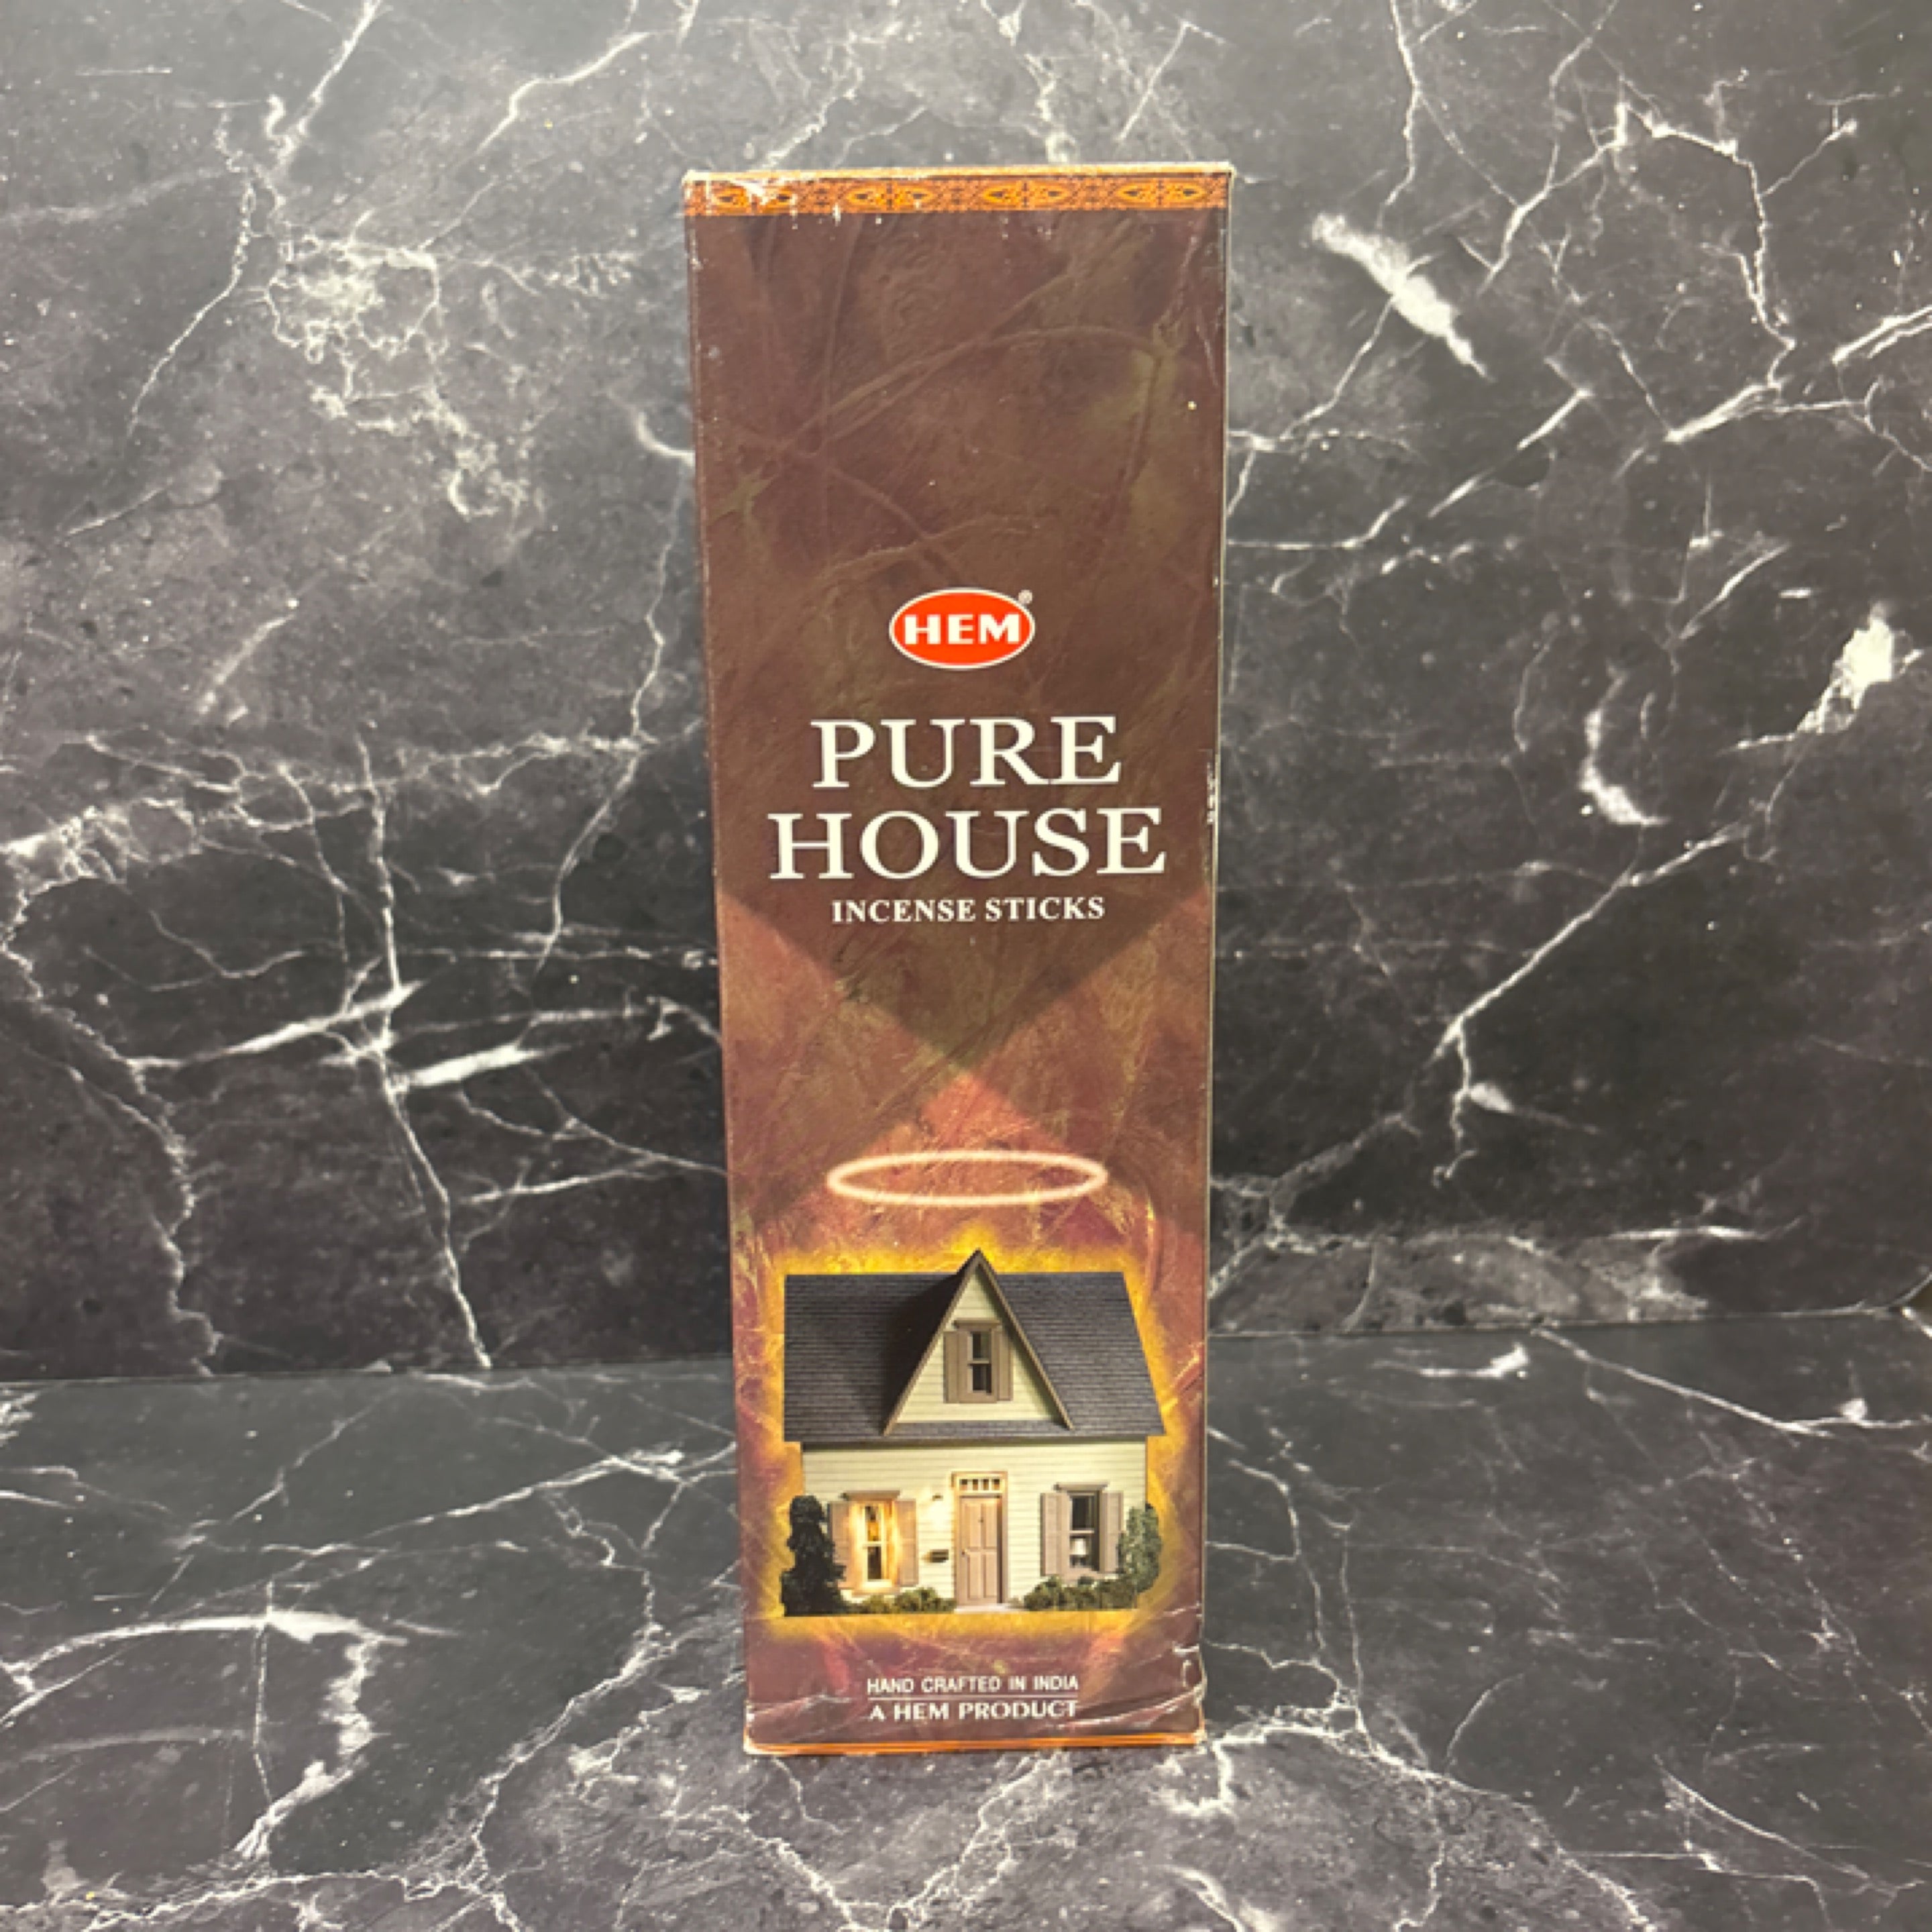 HEM®
PURE
HOUSE
INCENSE STICKS
HAND CRAFTED IN INDIA
A HEM PRODUCT